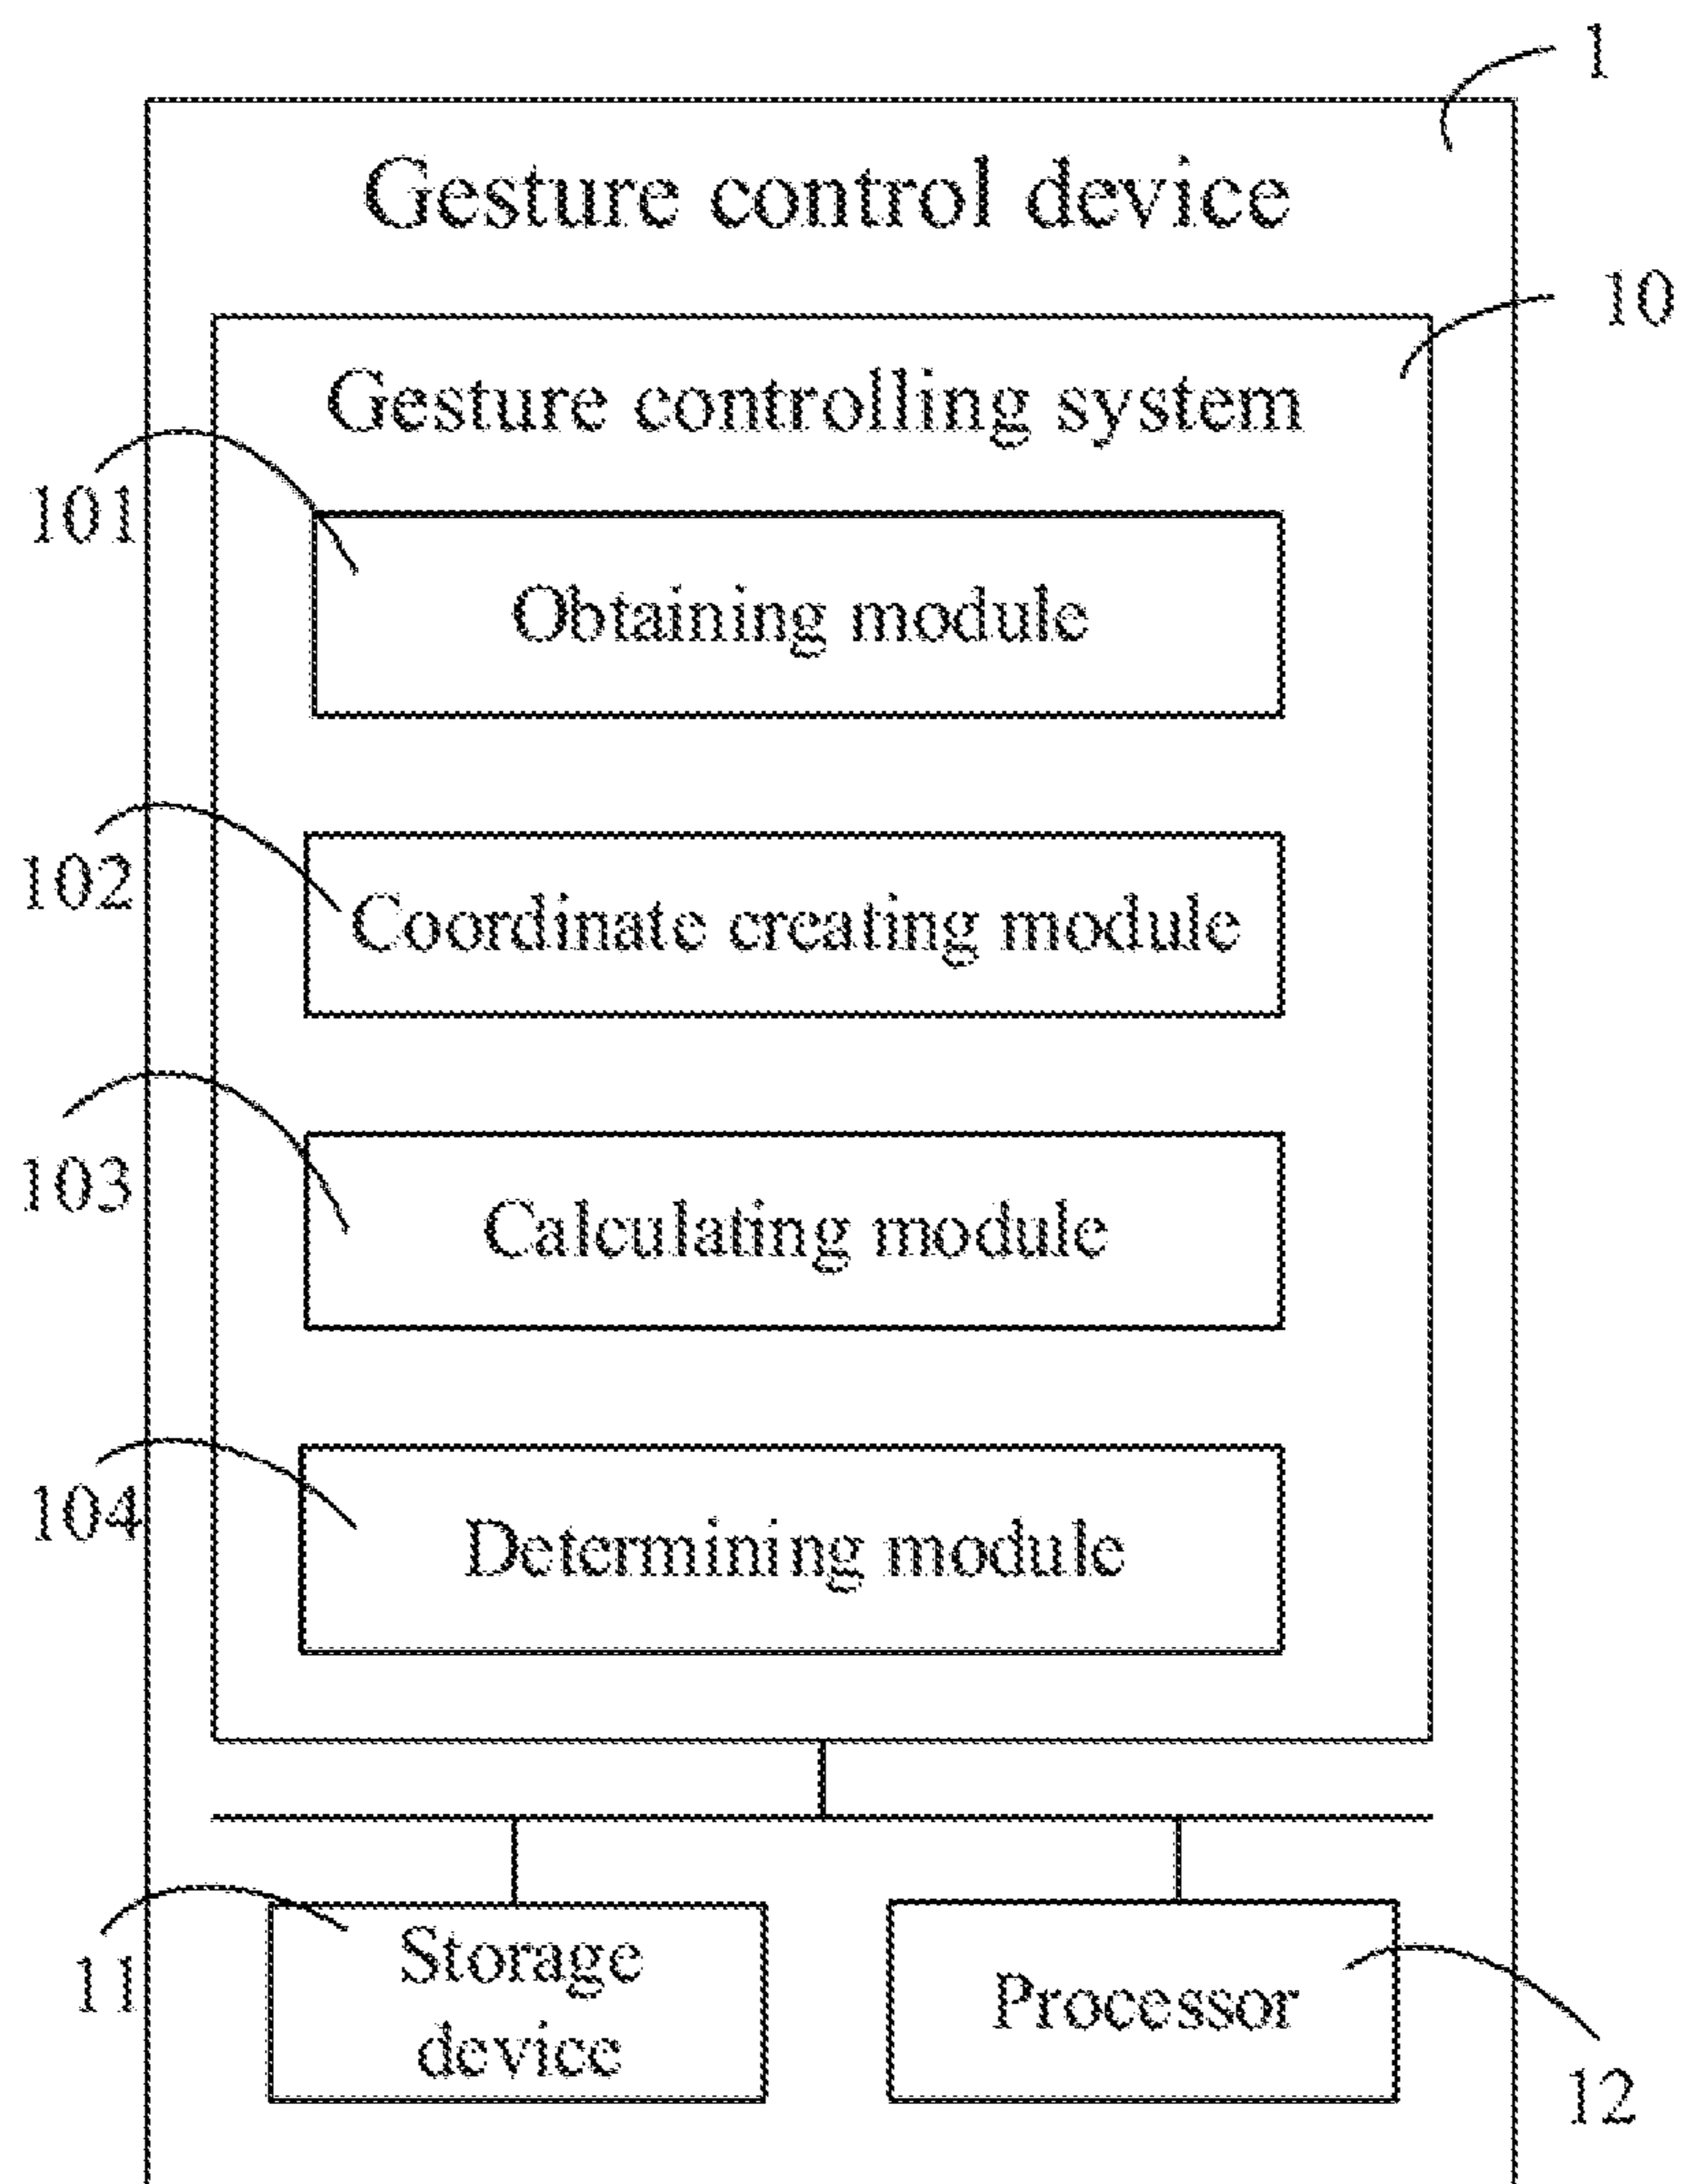 1
Gesture control device
10
Gesture controlling system
101
Obtaining module
102
Coordinate creating module
103
Calculating module
104
Determining module
11
Storage
device
Processor
12